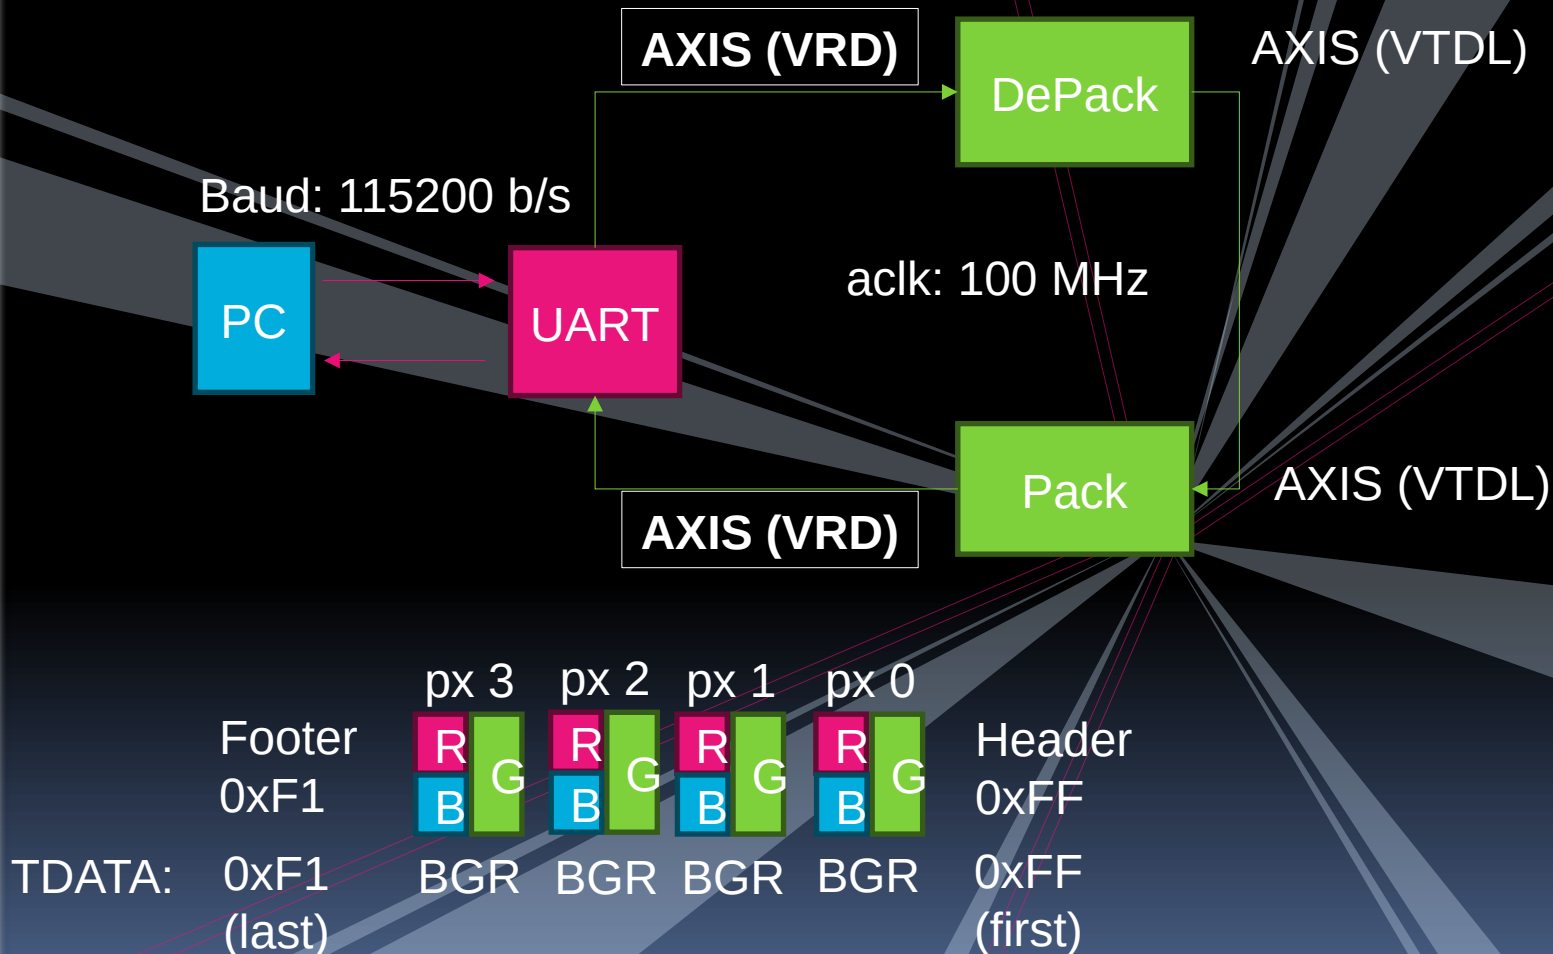 AXIS (VRD)
DePack
AXIS (VTDL)
Baud: 115200 b/s
PC
UART
aclk: 100 MHz
Pack
AXIS (VTDL)
AXIS (VRD)
px 3
px 2
px 1
px 0
Footer
0xF1
R
B
G
R
B
G
R
B
G
R
B
G
Header
0xFF
TDATA:
0xF1
(last)
BGR
BGR
BGR
BGR
0xFF
(first)